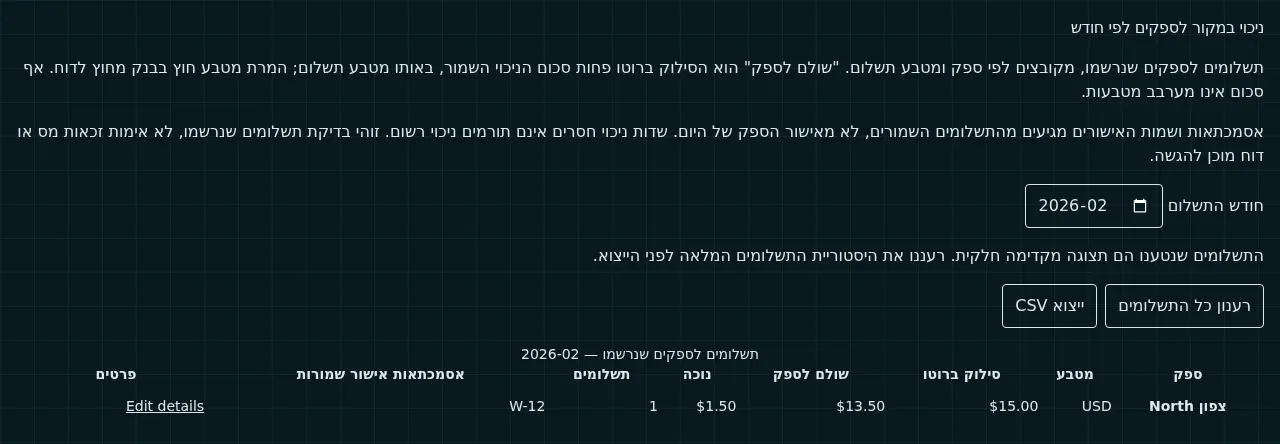 ניכוי במקור לספקים לפי חודש
תשלומים לספקים שנרשמו, מקובצים לפי ספק ומטבע תשלום. "שולם לספק" הוא הסילוק ברוטו פחות סכום הניכוי השמור, באותו מטבע תשלום; המרת מטבע חוץ בבנק מחוץ לדוח. אף
סכום אינו מערבב מטבעות.
אסמכתאות ושמות האישורים מגיעים מהתשלומים השמורים, לא מאישור הספק של היום. שדות ניכוי חסרים אינם תורמים ניכוי רשום. זוהי בדיקת תשלומים שנרשמו, לא אימות זכאות מס או
דוח מוכן להגשה.
חודש התשלום 2026-02
התשלומים שנטענו הם תצוגה מקדימה חלקית. רעננו את היסטוריית התשלומים המלאה לפני הייצוא.
רענון כל התשלומים ייצוא CSV
תשלומים לספקים שנרשמו — 2026-02
ספק מטבע סילוק ברוטו שולם לספק נוכה תשלומים אסמכתאות אישור שמורות פרטים
צפון North USD $15.00 $13.50 $1.50 1 W-12 Edit details